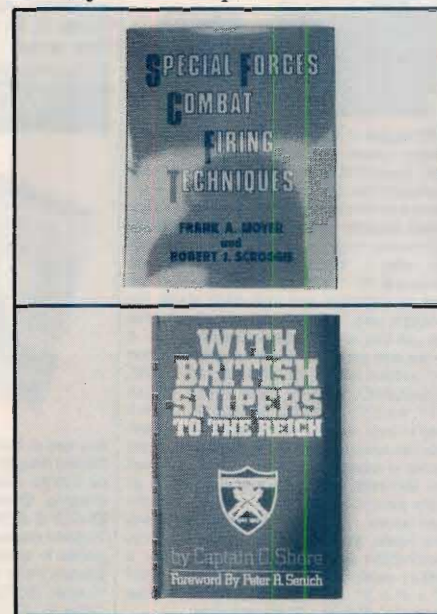 SPECIAL FORCES
COMBAT
FIRING
TECHNIQUES
FRANK A. MOYER
and
ROBERT J. SCROGGIE
WITH
BRITISH
SNIPERS
TO THE REICH
by Captain C. Shore
Foreword By Peter R. Senich